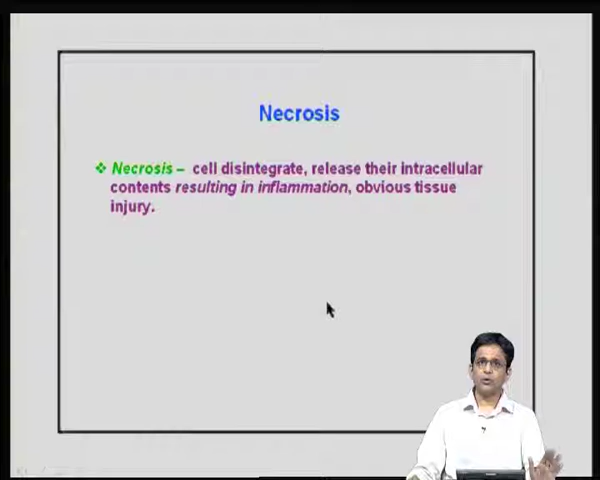 Necrosis
❖ Necrosis – cell disintegrate, release their intracellular
contents resulting in inflammation, obvious tissue
injury.